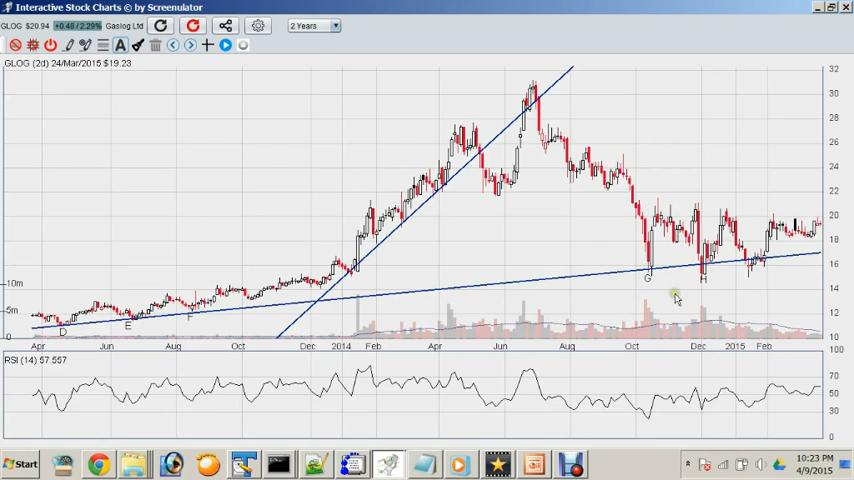 Interactive Stock Charts © by Screenulator
GLOG $20.94 +0.48 / 2.29% Gaslog Ltd
2 Years
A
GLOG (2d) 24/Mar/2015 $19.23
32
30
28
26
24
22
20
18
16
14
12
10
10m
5m
0
D E F G H
Apr Jun Aug Oct Dec 2014 Feb Apr Jun Aug Oct Dec 2015 Feb
RSI (14) 57.557
100
70
50
30
0
Start
10:23 PM
4/9/2015